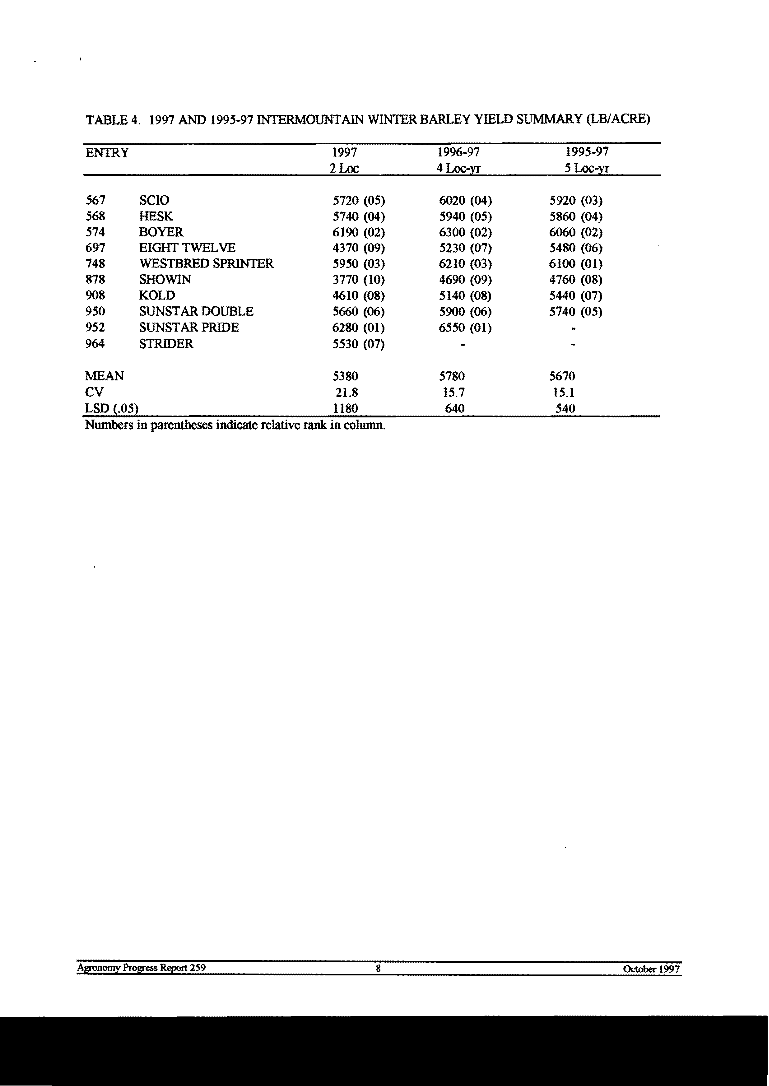 TABLE 4. 1997 AND 1995-97 INTERMOUNTAIN WINTER BARLEY YIELD SUMMARY (LB/ACRE)
ENTRY 1997 1996-97 1995-97
2 Loc 4 Loc-yr 5 Loc-yr
567 SCIO 5720 (05) 6020 (04) 5920 (03)
568 HESK 5740 (04) 5940 (05) 5860 (04)
574 BOYER 6190 (02) 6300 (02) 6060 (02)
697 EIGHT TWELVE 4370 (09) 5230 (07) 5480 (06)
748 WESTBRED SPRINTER 5950 (03) 6210 (03) 6100 (01)
878 SHOWIN 3770 (10) 4690 (09) 4760 (08)
908 KOLD 4610 (08) 5140 (08) 5440 (07)
950 SUNSTAR DOUBLE 5660 (06) 5900 (06) 5740 (05)
952 SUNSTAR PRIDE 6280 (01) 6550 (01) -
964 STRIDER 5530 (07) - -
MEAN 5380 5780 5670
CV 21.8 15.7 15.1
LSD (.05) 1180 640 540
Numbers in parentheses indicate relative rank in column.
Agronomy Progress Report 259 8 October 1997